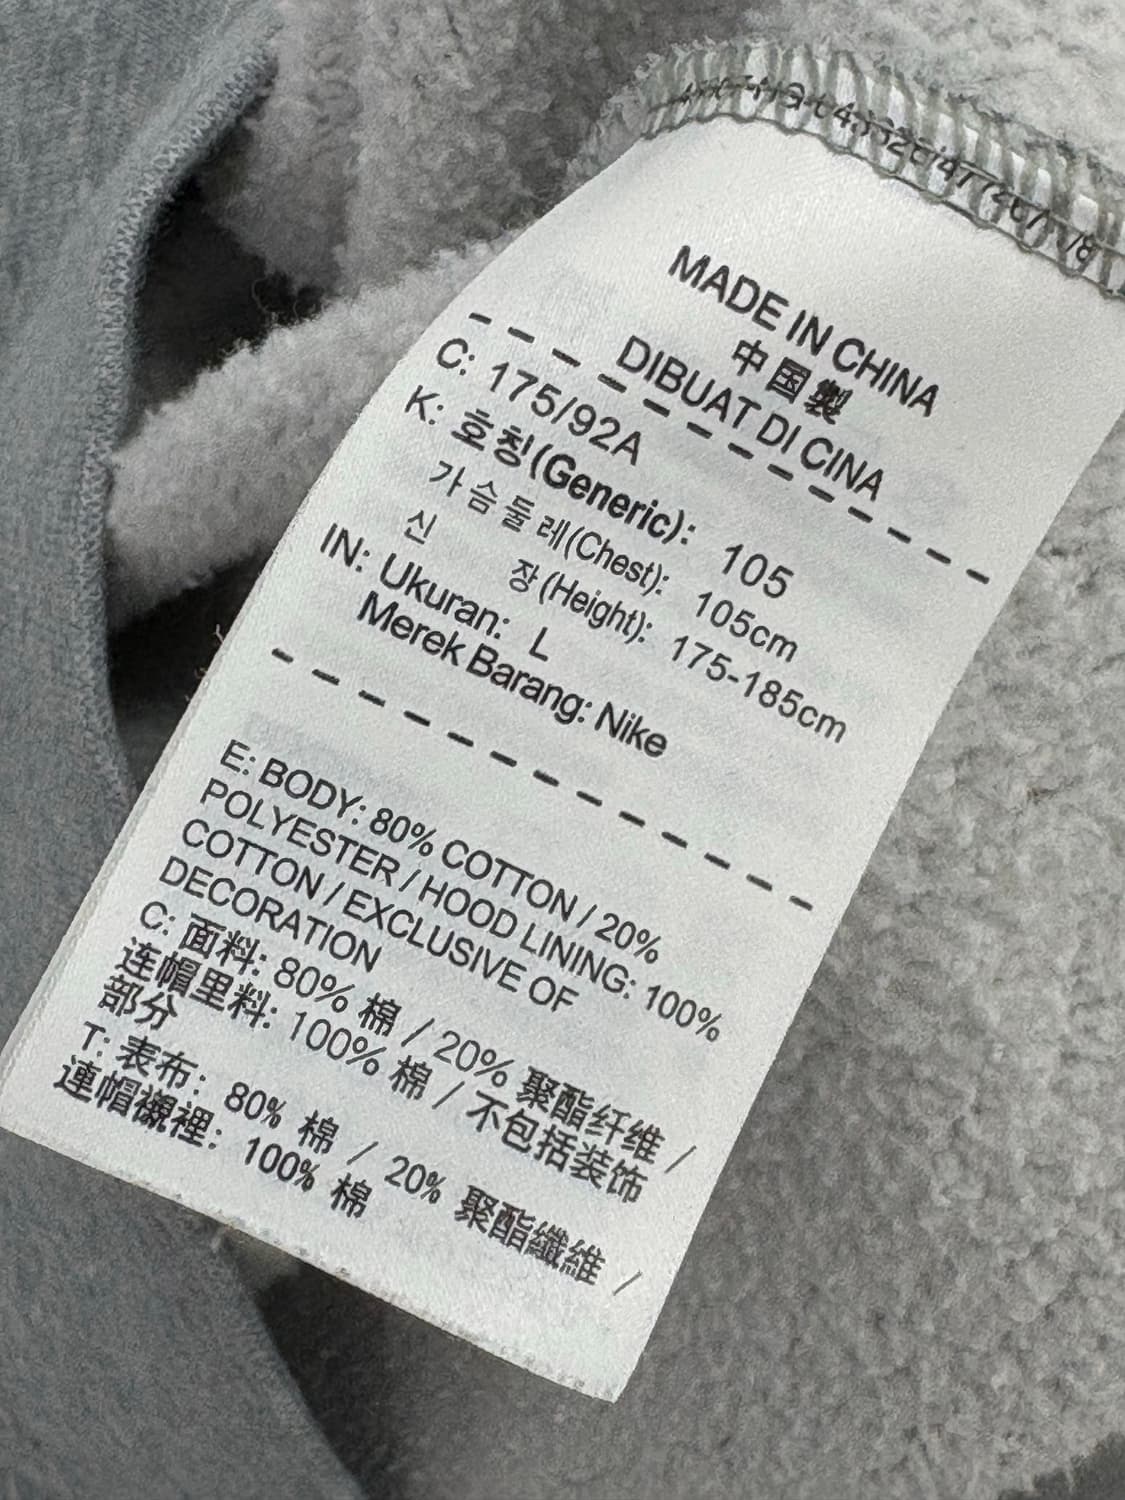 MADE IN CHINA
中國製
DIBUAT DI CINA
C: 175/92A
K: 호칭(Generic): 105
가슴둘레(Chest): 105cm
신 장(Height): 175-185cm
IN: Ukuran: L
Merek Barang: Nike
E: BODY: 80% COTTON / 20%
POLYESTER / HOOD LINING: 100%
COTTON / EXCLUSIVE OF
DECORATION
C: 面料: 80% 棉 / 20% 聚酯纤维 /
连帽里料: 100% 棉 / 不包括装饰
部分
T: 表布: 80% 棉 / 20% 聚酯纖維 /
連帽襯裡: 100% 棉